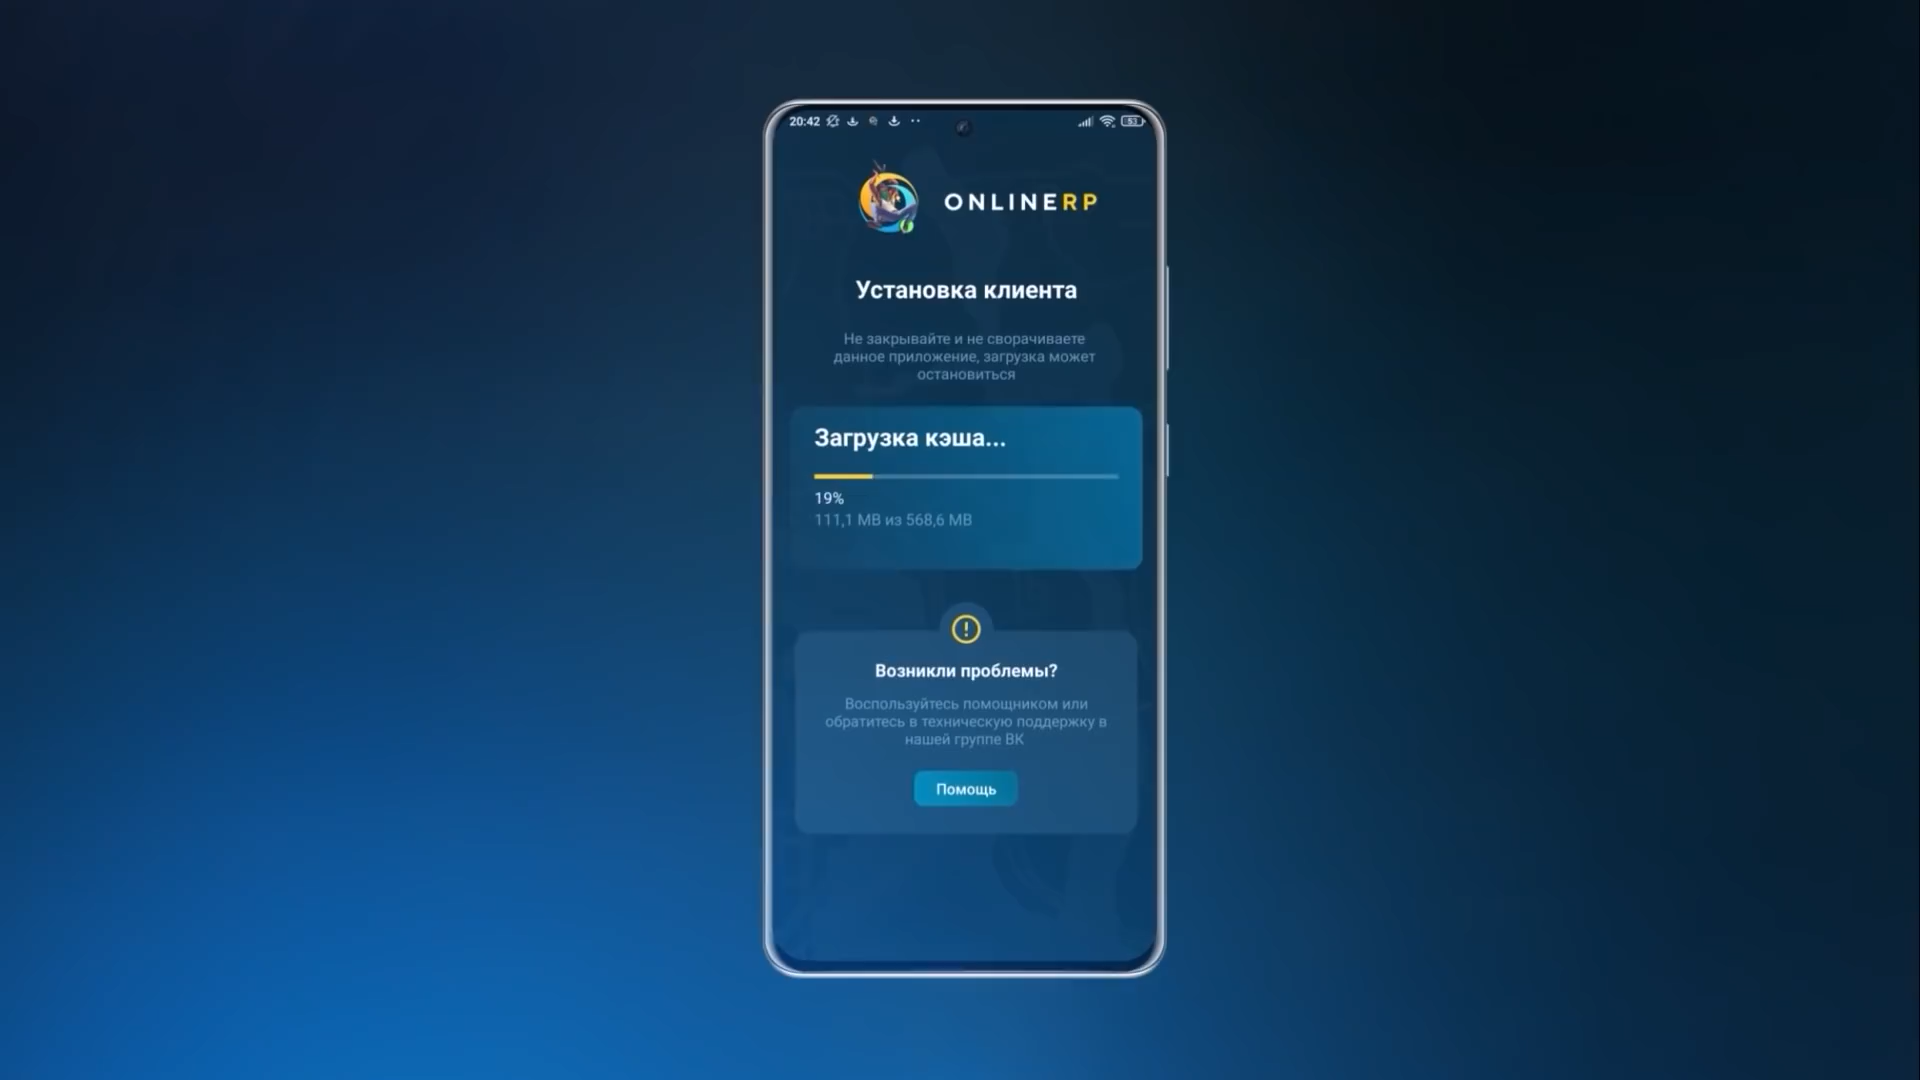 20:42
53
ONLINERP
Установка клиента
Не закрывайте и не сворачиваете
данное приложение, загрузка может
остановиться
Загрузка кэша...
19%
111,1 MB из 568,6 MB
Возникли проблемы?
Воспользуйтесь помощником или
обратитесь в техническую поддержку в
нашей группе ВК
Помощь